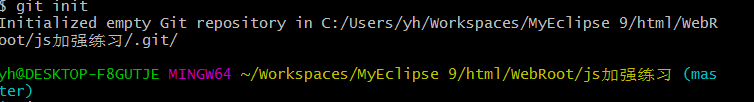 $ git init
Initialized empty Git repository in C:/Users/yh/Workspaces/MyEclipse 9/html/WebR
oot/js加强练习/.git/
yh@DESKTOP-F8GUTJE MINGW64 ~/Workspaces/MyEclipse 9/html/WebRoot/js加强练习 (mas
ter)